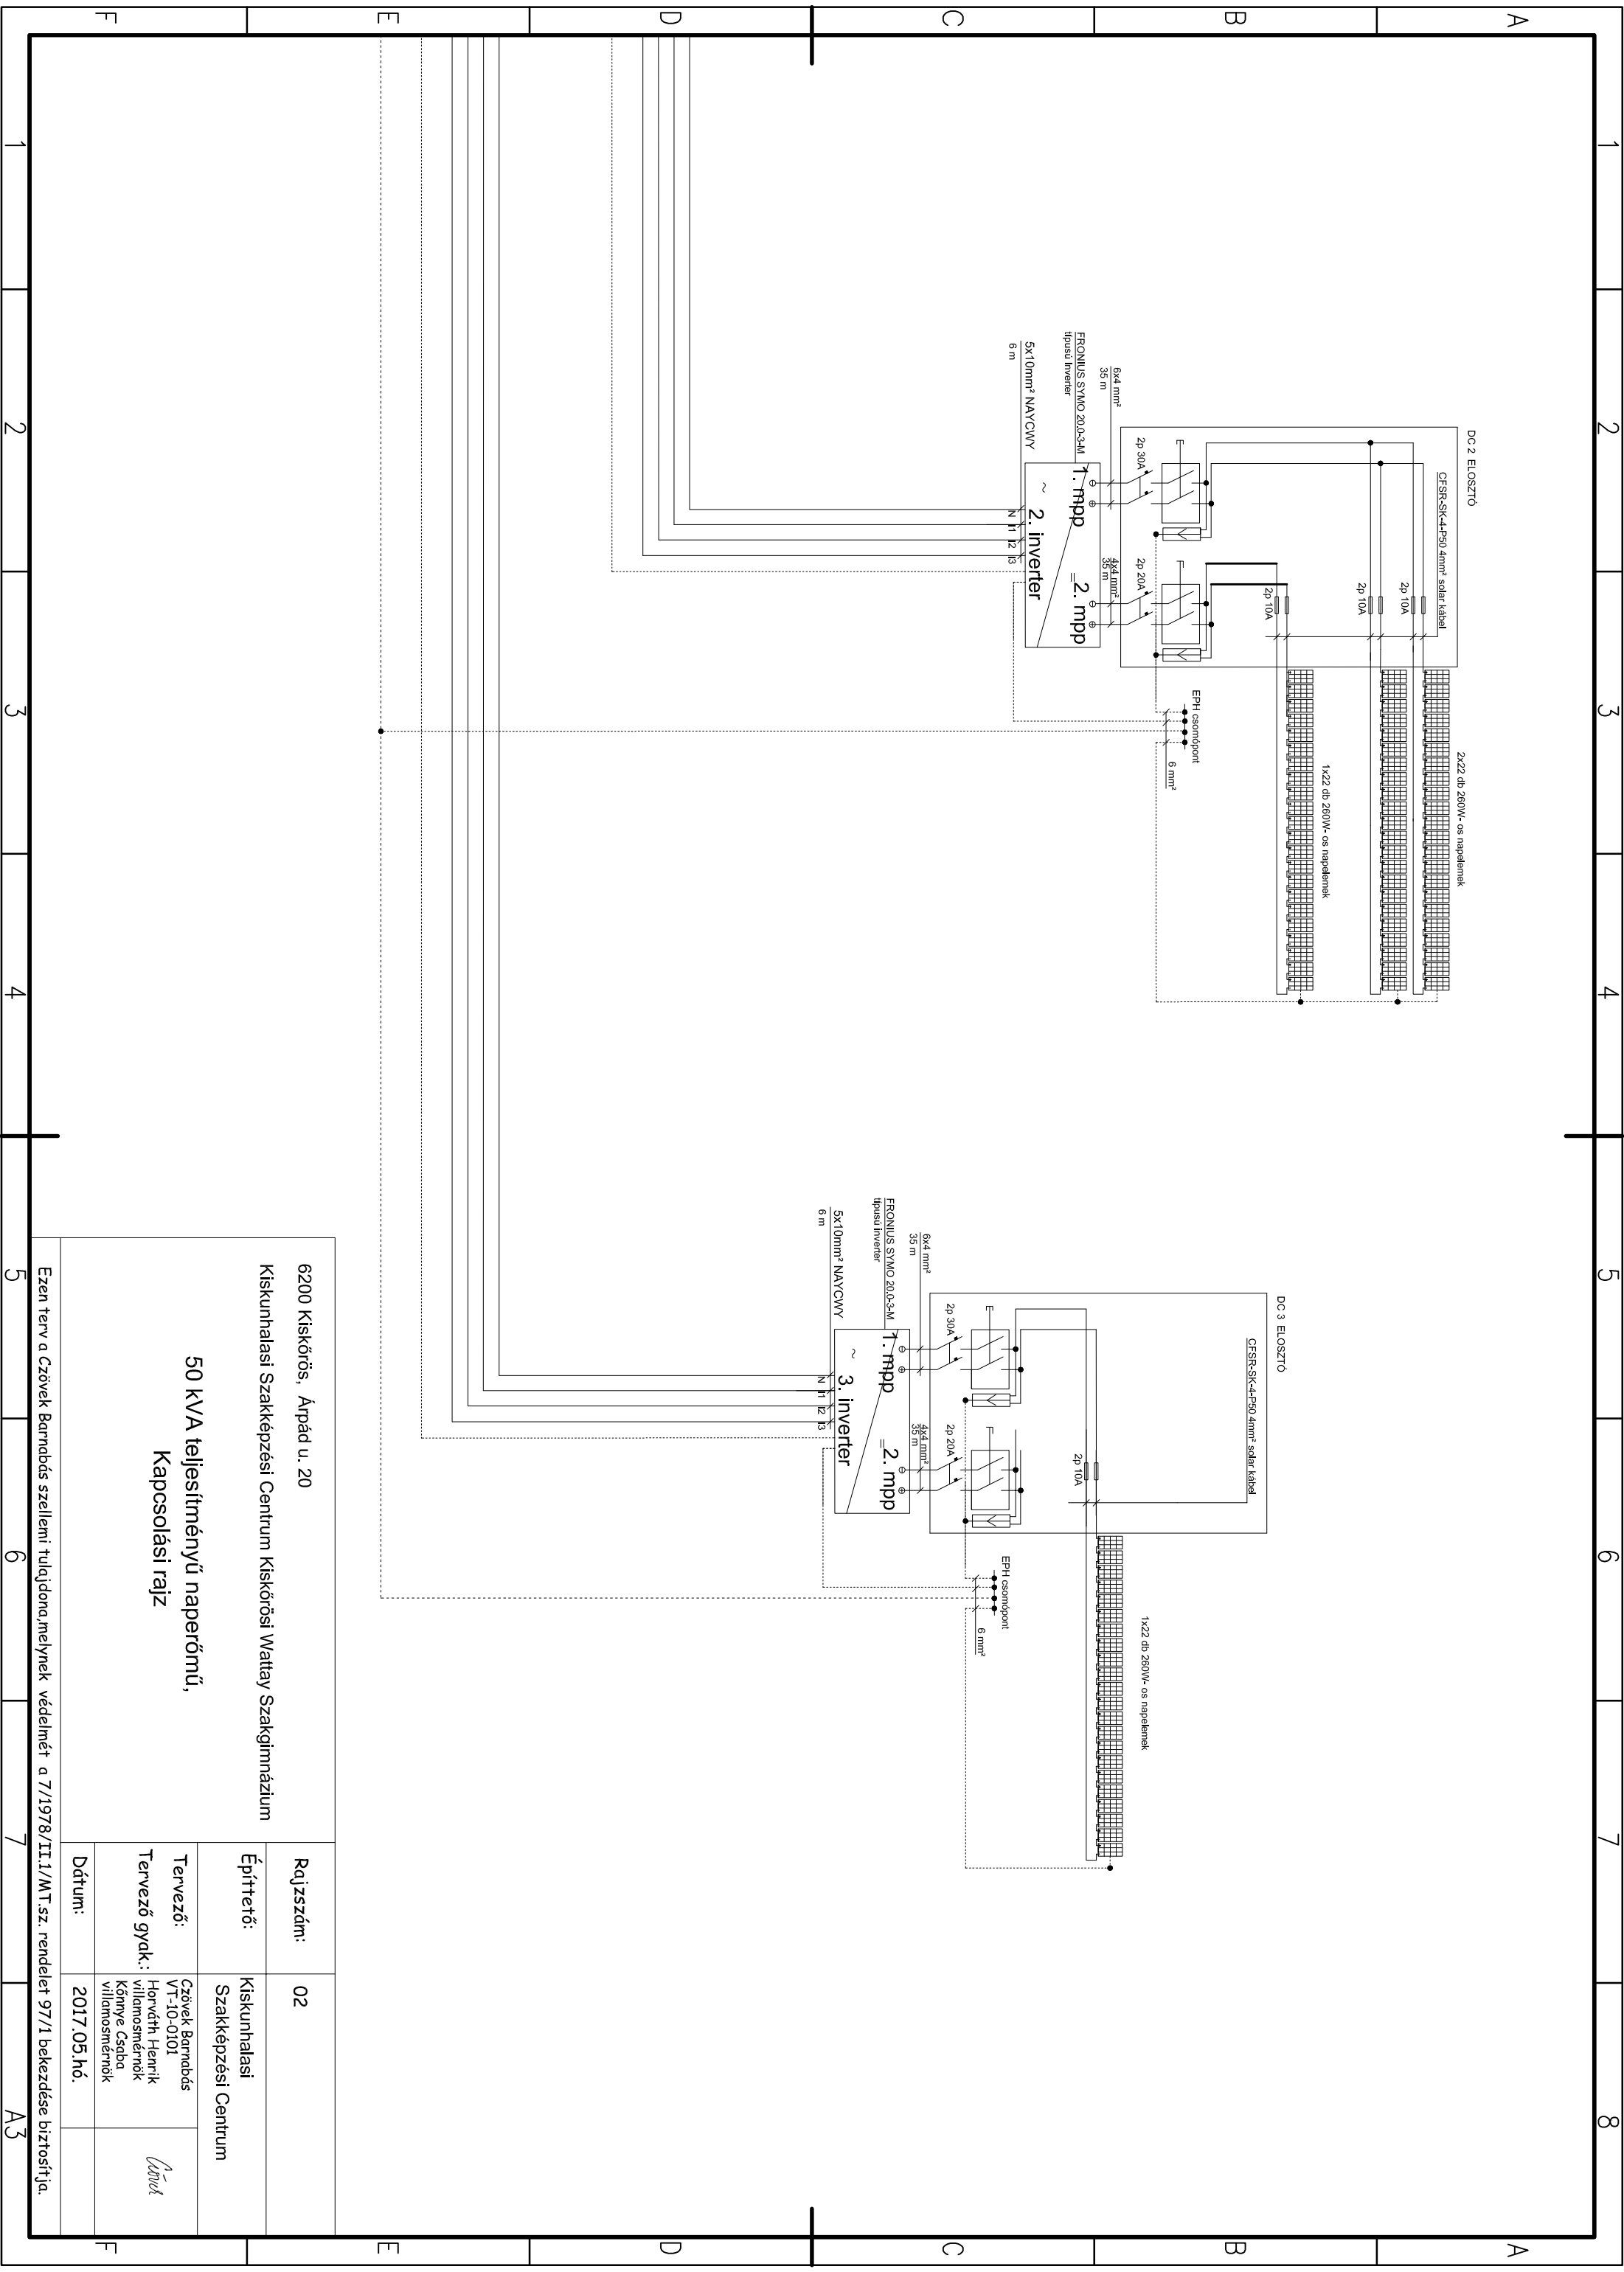 1
2
3
4
5
6
7
8
A
B
C
D
E
F
DC 2 ELOSZTÓ
CFSR-SK-4-P50 4mm² solar kábel
2x22 db 260W- os napelemek
2p 10A
2p 10A
1x22 db 260W- os napelemek
2p 10A
2p 30A
2p 20A
EPH csomópont
6 mm²
6x4 mm²
35 m
4x4 mm²
35 m
FRONIUS SYMO 20.0-3-M
típusú inverter
1. mpp
2. mpp
=
~
2. inverter
5x10mm² NAYCWY
6 m
N
l1
l2
l3
DC 3 ELOSZTÓ
CFSR-SK-4-P50 4mm² solar kábel
1x22 db 260W- os napelemek
2p 10A
2p 30A
2p 20A
EPH csomópont
6 mm²
6x4 mm²
35 m
4x4 mm²
35 m
FRONIUS SYMO 20.0-3-M
típusú inverter
1. mpp
2. mpp
=
~
3. inverter
5x10mm² NAYCWY
6 m
N
l1
l2
l3
6200 Kiskőrös, Árpád u. 20
Kiskunhalasi Szakképzési Centrum Kiskőrösi Wattay Szakgimnázium
50 kVA teljesítményű naperőmű,
Kapcsolási rajz
Rajzszám:
02
Építtető:
Kiskunhalasi
Szakképzési Centrum
Tervező:
Czövek Barnabás
VT-10-0101
Tervező gyak.:
Horváth Henrik
villamosmérnök
Könnye Csaba
villamosmérnök
Dátum:
2017.05.hó.
Ezen terv a Czövek Barnabás szellemi tulajdona,melynek védelmét a 7/1978/II.1/MT.sz. rendelet 97/1 bekezdése biztosítja.
1
2
3
4
5
6
7
A3
A
B
C
D
E
F